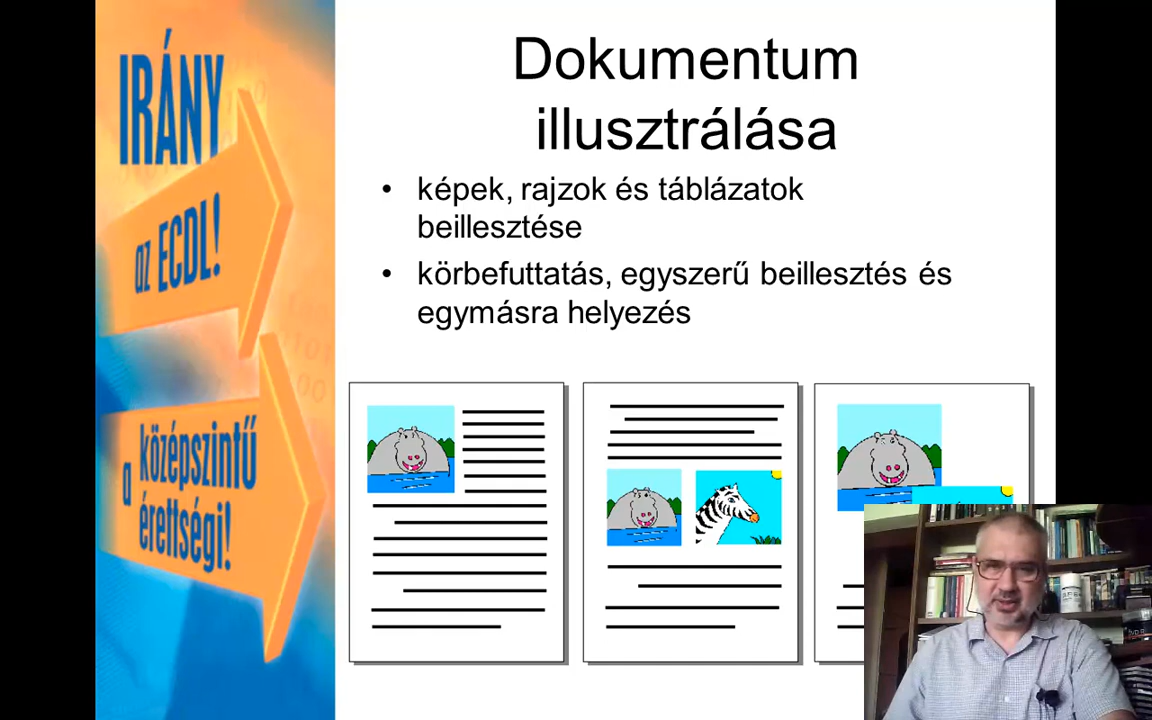 IRÁNY
az ECDL!
a középszintű
érettségi!
Dokumentum
illusztrálása
• képek, rajzok és táblázatok
beillesztése
• körbefuttatás, egyszerű beillesztés és
egymásra helyezés